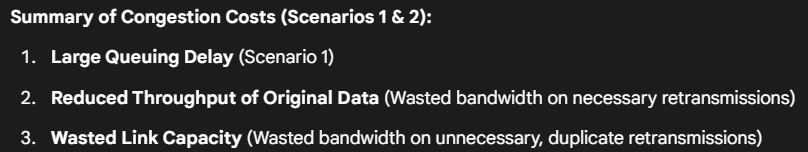 Summary of Congestion Costs (Scenarios 1 & 2):
1. Large Queuing Delay (Scenario 1)
2. Reduced Throughput of Original Data (Wasted bandwidth on necessary retransmissions)
3. Wasted Link Capacity (Wasted bandwidth on unnecessary, duplicate retransmissions)